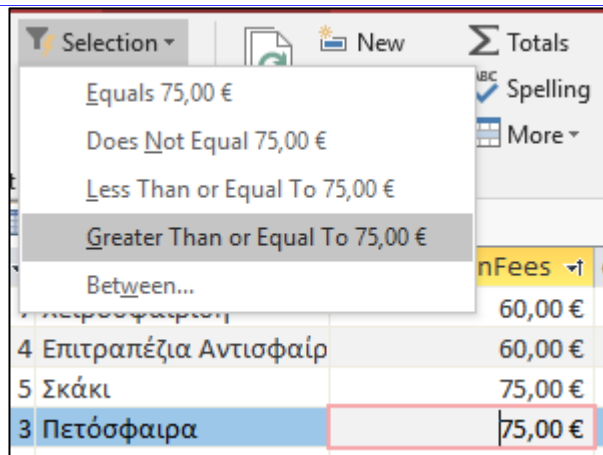 Selection
New
Totals
Spelling
More
Equals 75,00 €
Does Not Equal 75,00 €
Less Than or Equal To 75,00 €
Greater Than or Equal To 75,00 €
Between...
nFees
60,00 €
4 Επιτραπέζια Αντισφαίρ 60,00 €
5 Σκάκι 75,00 €
3 Πετόσφαιρα 75,00 €